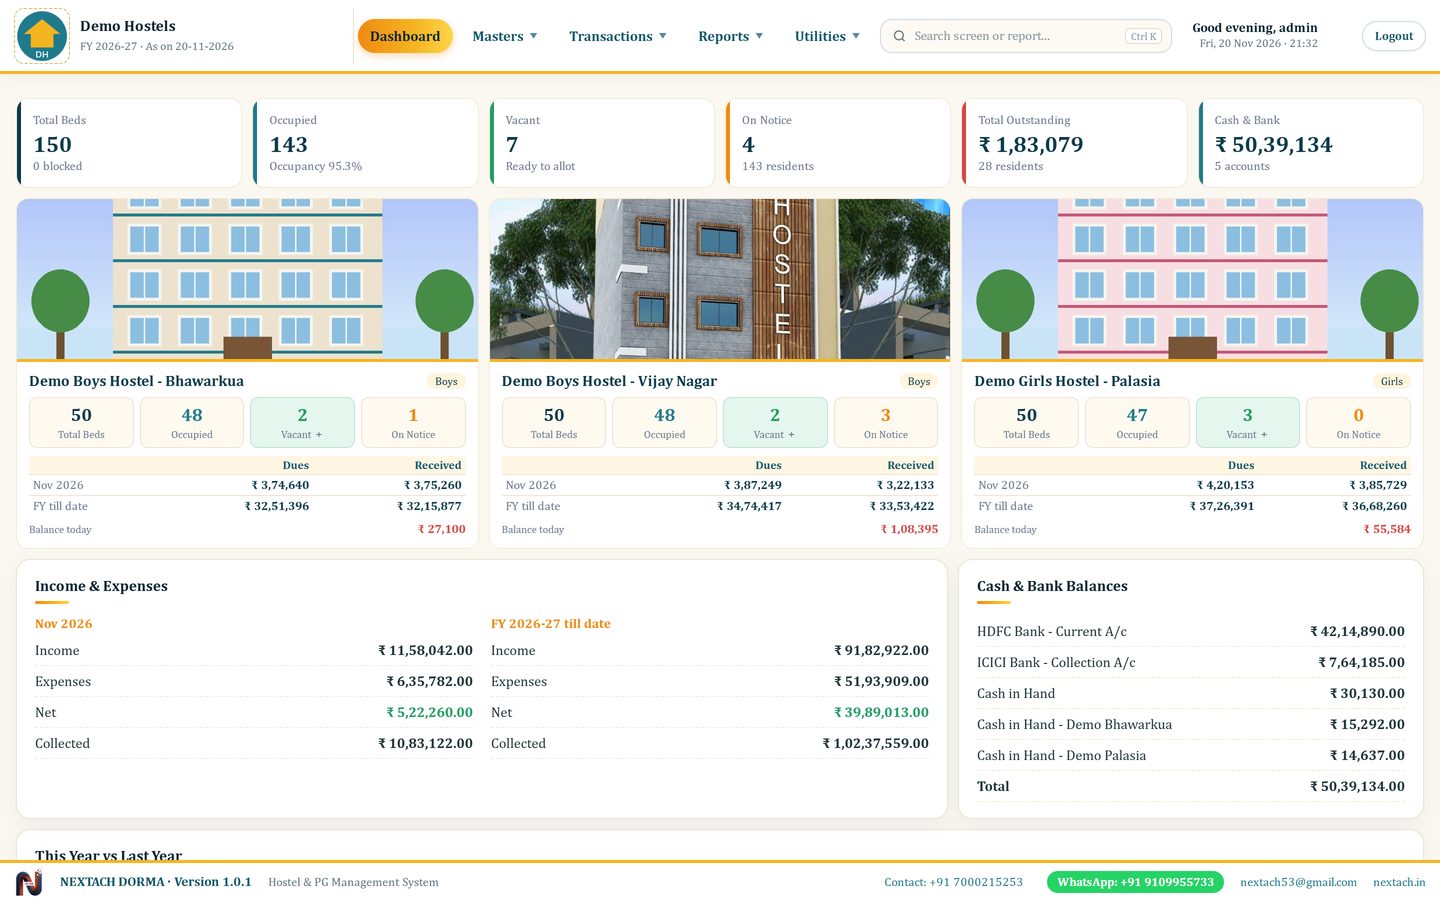 Demo Hostels
FY 2026-27 · As on 20-11-2026
DH
Dashboard
Masters ▼
Transactions ▼
Reports ▼
Utilities ▼
Search screen or report...
Ctrl K
Good evening, admin
Fri, 20 Nov 2026 · 21:32
Logout
Total Beds
150
0 blocked
Occupied
143
Occupancy 95.3%
Vacant
7
Ready to allot
On Notice
4
143 residents
Total Outstanding
₹ 1,83,079
28 residents
Cash & Bank
₹ 50,39,134
5 accounts
HOSTEL
Demo Boys Hostel - Bhawarkua
Boys
50 Total Beds
48 Occupied
2 Vacant +
1 On Notice
Dues Received
Nov 2026 ₹ 3,74,640 ₹ 3,75,260
FY till date ₹ 32,51,396 ₹ 32,15,877
Balance today ₹ 27,100
Demo Boys Hostel - Vijay Nagar
Boys
50 Total Beds
48 Occupied
2 Vacant +
3 On Notice
Dues Received
Nov 2026 ₹ 3,87,249 ₹ 3,22,133
FY till date ₹ 34,74,417 ₹ 33,53,422
Balance today ₹ 1,08,395
Demo Girls Hostel - Palasia
Girls
50 Total Beds
47 Occupied
3 Vacant +
0 On Notice
Dues Received
Nov 2026 ₹ 4,20,153 ₹ 3,85,729
FY till date ₹ 37,26,391 ₹ 36,68,260
Balance today ₹ 55,584
Income & Expenses
Nov 2026
Income ₹ 11,58,042.00
Expenses ₹ 6,35,782.00
Net ₹ 5,22,260.00
Collected ₹ 10,83,122.00
FY 2026-27 till date
Income ₹ 91,82,922.00
Expenses ₹ 51,93,909.00
Net ₹ 39,89,013.00
Collected ₹ 1,02,37,559.00
Cash & Bank Balances
HDFC Bank - Current A/c ₹ 42,14,890.00
ICICI Bank - Collection A/c ₹ 7,64,185.00
Cash in Hand ₹ 30,130.00
Cash in Hand - Demo Bhawarkua ₹ 15,292.00
Cash in Hand - Demo Palasia ₹ 14,637.00
Total ₹ 50,39,134.00
This Year vs Last Year
NEXTACH DORMA · Version 1.0.1
Hostel & PG Management System
Contact: +91 7000215253
WhatsApp: +91 9109955733
nextach53@gmail.com
nextach.in